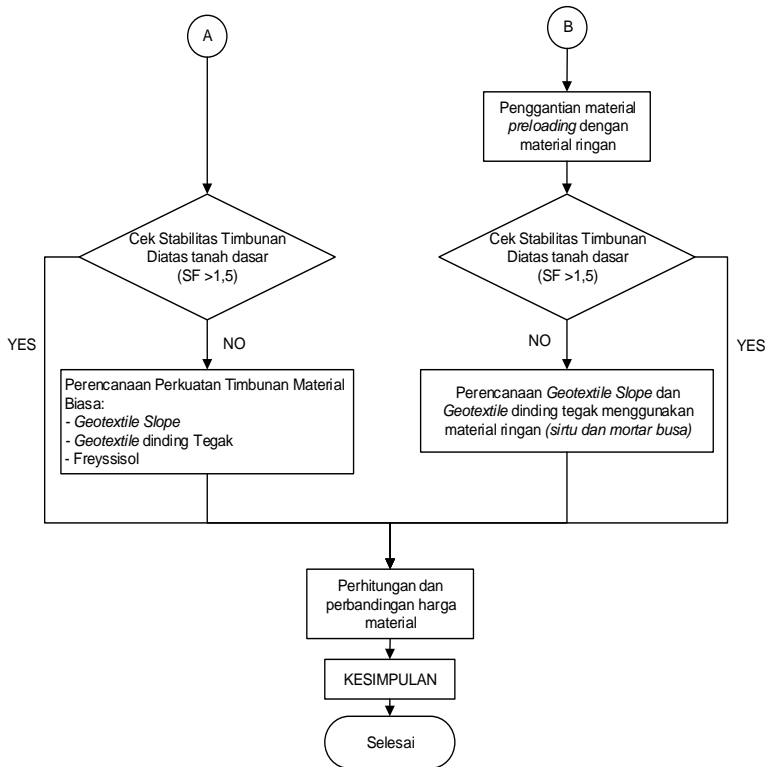 A
B
Penggantian material
preloading dengan
material ringan
Cek Stabilitas Timbunan
Diatas tanah dasar
(SF >1,5)
Cek Stabilitas Timbunan
Diatas tanah dasar
(SF >1,5)
YES
NO
NO
YES
Perencanaan Perkuatan Timbunan Material
Biasa:
- Geotextile Slope
- Geotextile dinding Tegak
- Freyssisol
Perencanaan Geotextile Slope dan
Geotextile dinding tegak menggunakan
material ringan (sirtu dan mortar busa)
Perhitungan dan
perbandingan harga
material
KESIMPULAN
Selesai